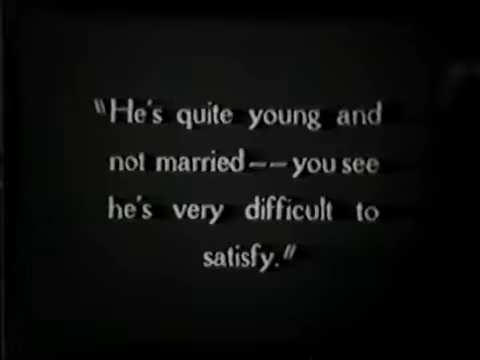 "He's quite young and
not married -- you see
he's very difficult to
satisfy."